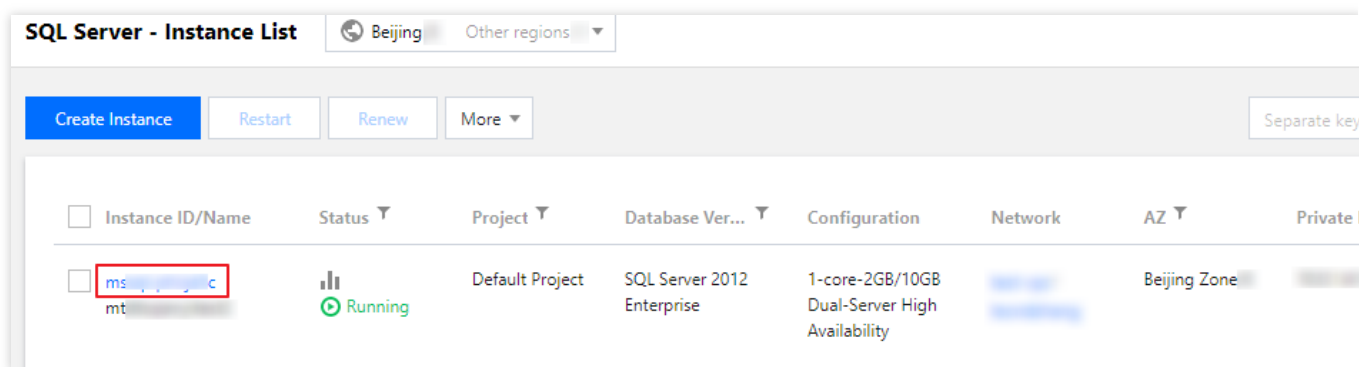 SQL Server - Instance List Beijing Other regions
Create Instance Restart Renew More Separate key
Instance ID/Name Status Project Database Ver... Configuration Network AZ Private
Default Project SQL Server 2012 1-core-2GB/10GB Beijing Zone
Running Enterprise Dual-Server High
Availability